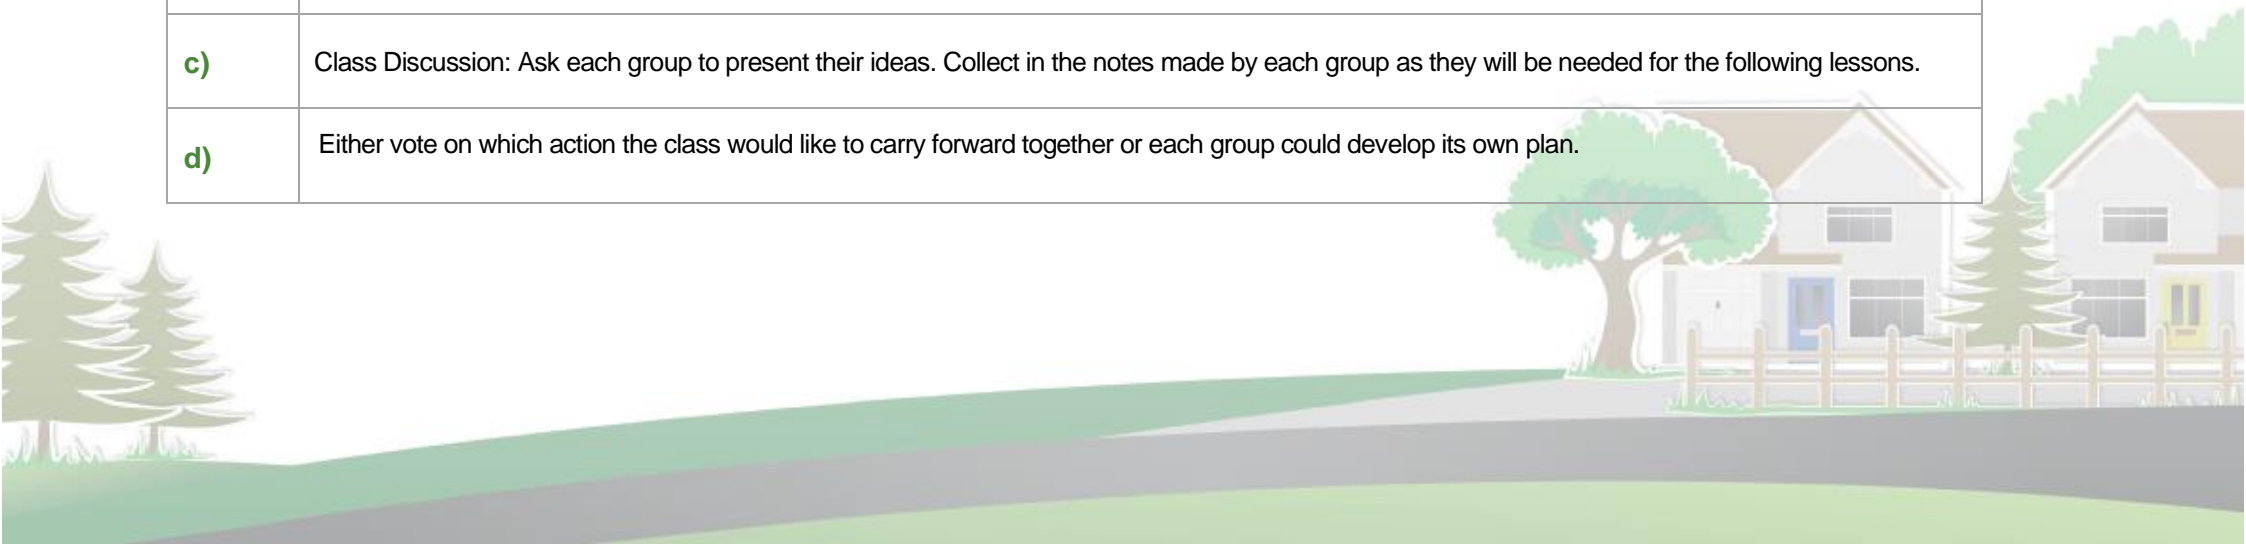 c) Class Discussion: Ask each group to present their ideas. Collect in the notes made by each group as they will be needed for the following lessons.
d) Either vote on which action the class would like to carry forward together or each group could develop its own plan.